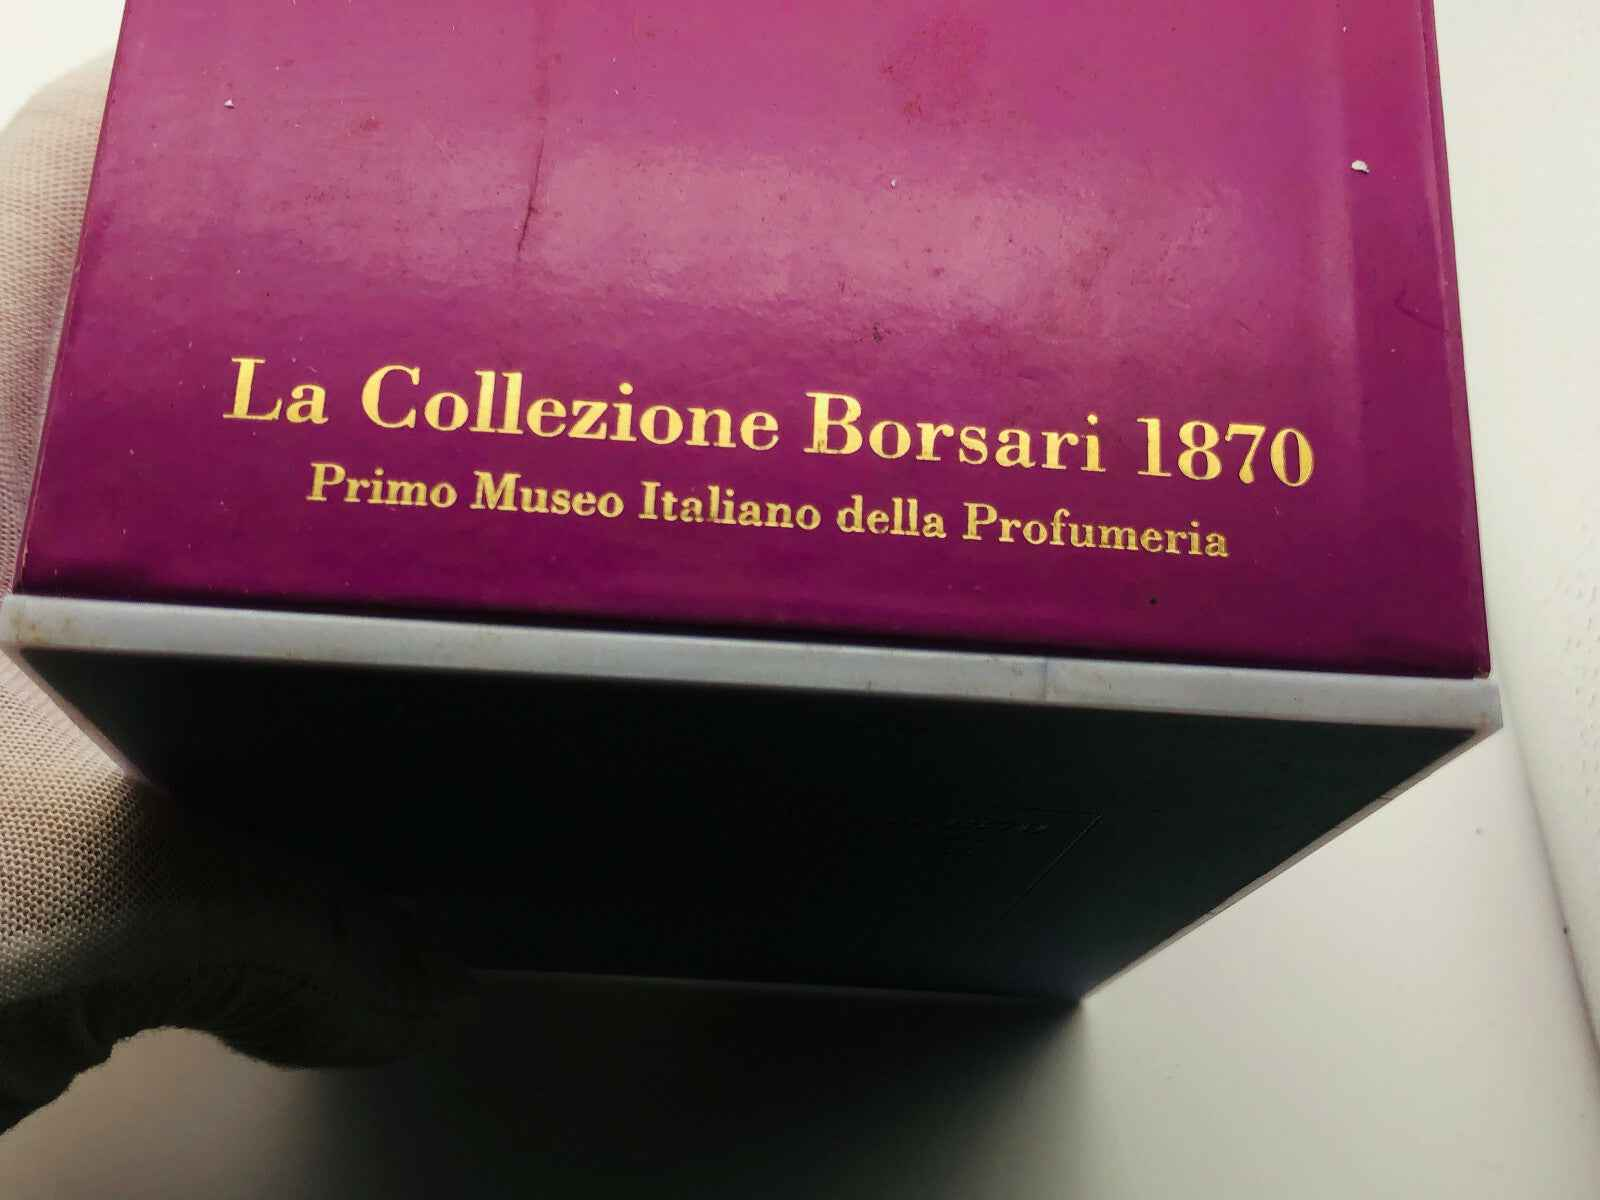 La Collezione Borsari 1870
Primo Museo Italiano della Profumeria